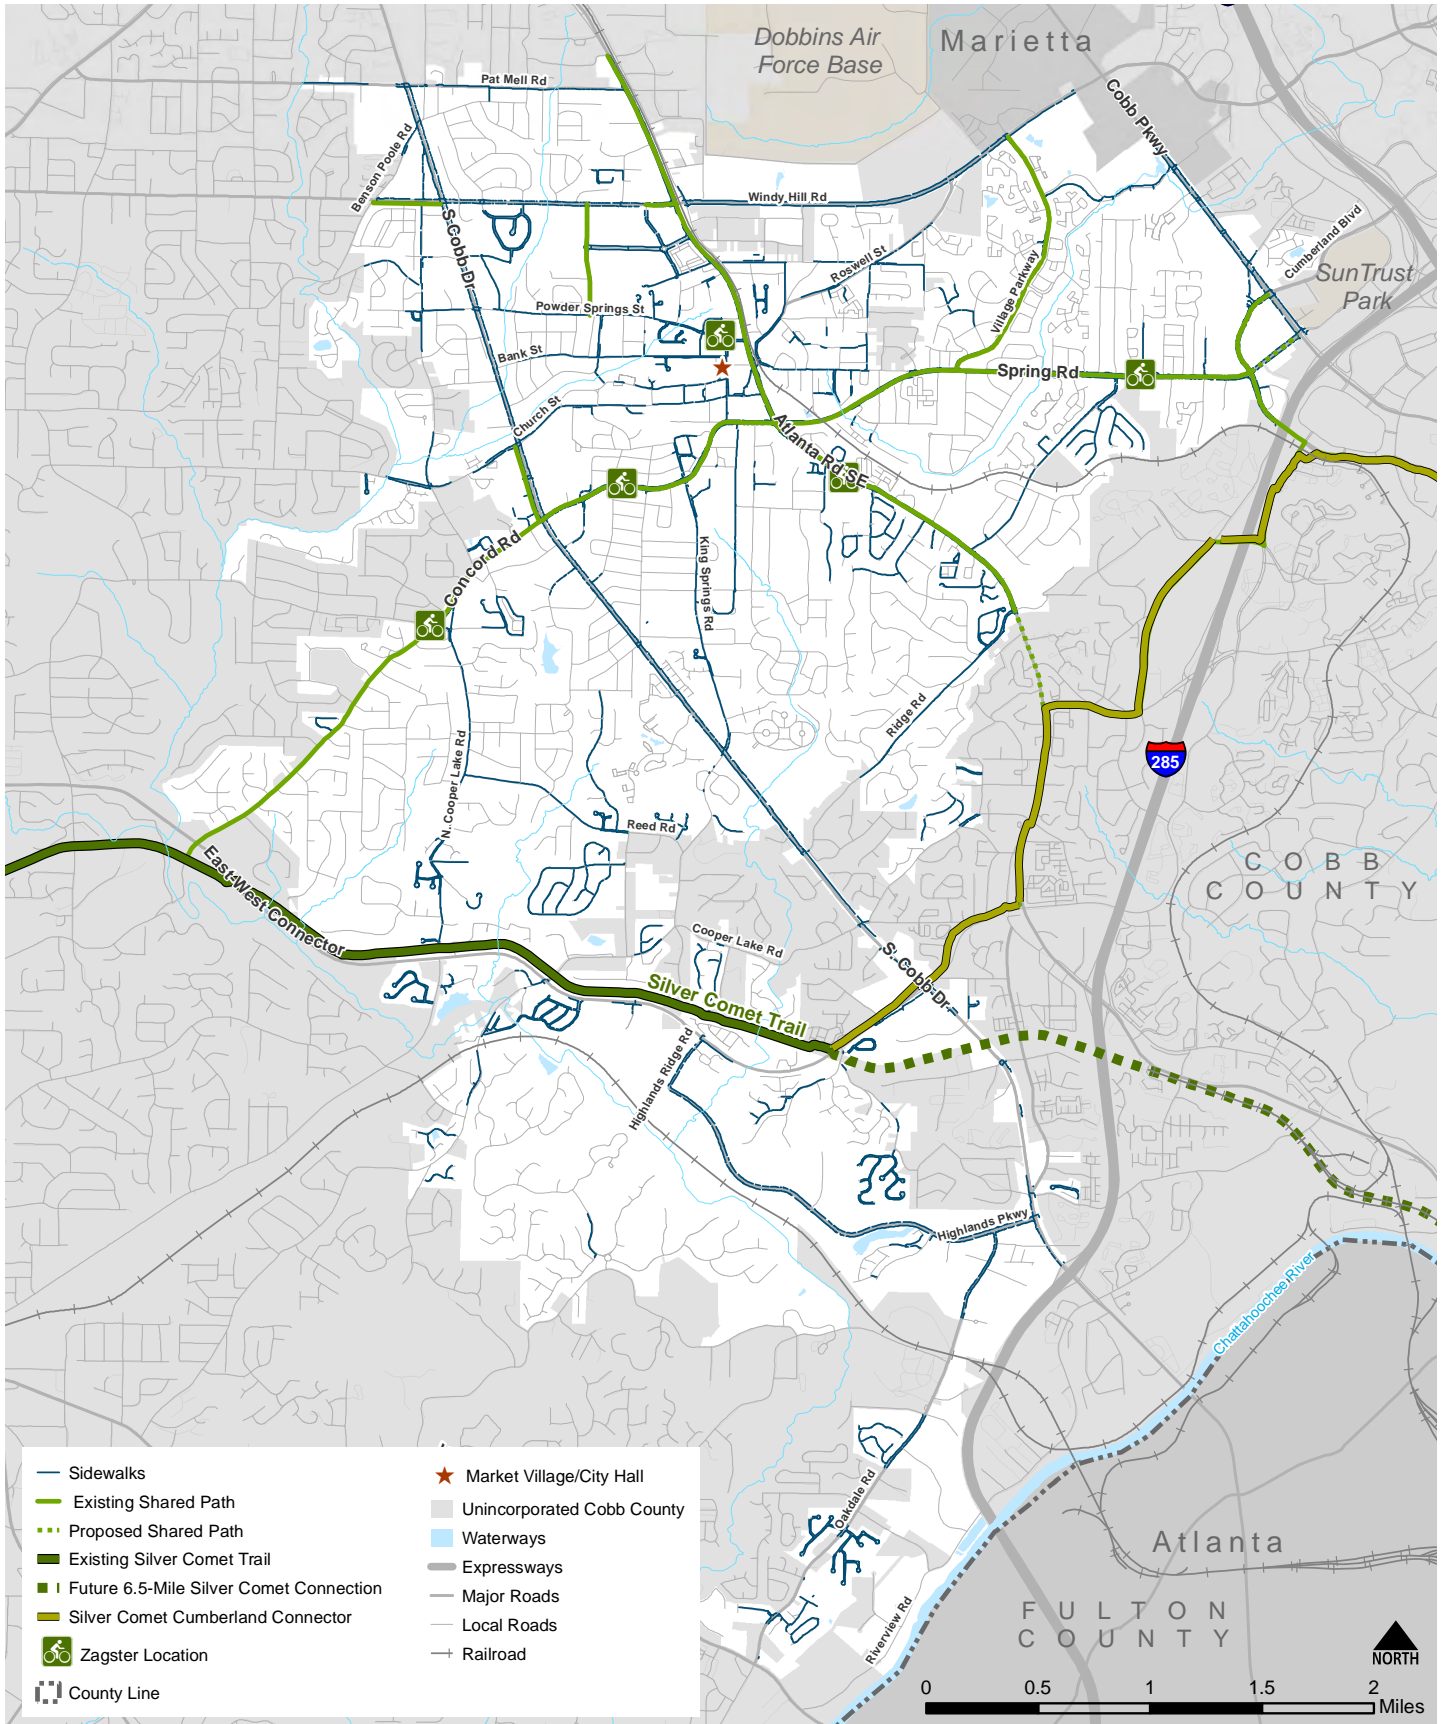 Dobbins Air
Force Base
Marietta
Pat Mell Rd
Cobb Pkwy
Benson Poole Rd
Windy Hill Rd
S Cobb Dr
Roswell St
Cumberland Blvd
SunTrust
Park
Village Parkway
Powder Springs St
Bank St
Spring Rd
Church St
Atlanta Rd SE
Concord Rd
King Springs Rd
Ridge Rd
285
N. Cooper Lake Rd
Reed Rd
COBB
COUNTY
East-West Connector
Cooper Lake Rd
S. Cobb Dr
Silver Comet Trail
Highlands Ridge Rd
Highlands Pkwy
Chattahoochee River
Oakdale Rd
Riverview Rd
Atlanta
FULTON
COUNTY
Sidewalks
Existing Shared Path
Proposed Shared Path
Existing Silver Comet Trail
Future 6.5-Mile Silver Comet Connection
Silver Comet Cumberland Connector
Zagster Location
County Line
Market Village/City Hall
Unincorporated Cobb County
Waterways
Expressways
Major Roads
Local Roads
Railroad
NORTH
0 0.5 1 1.5 2
Miles